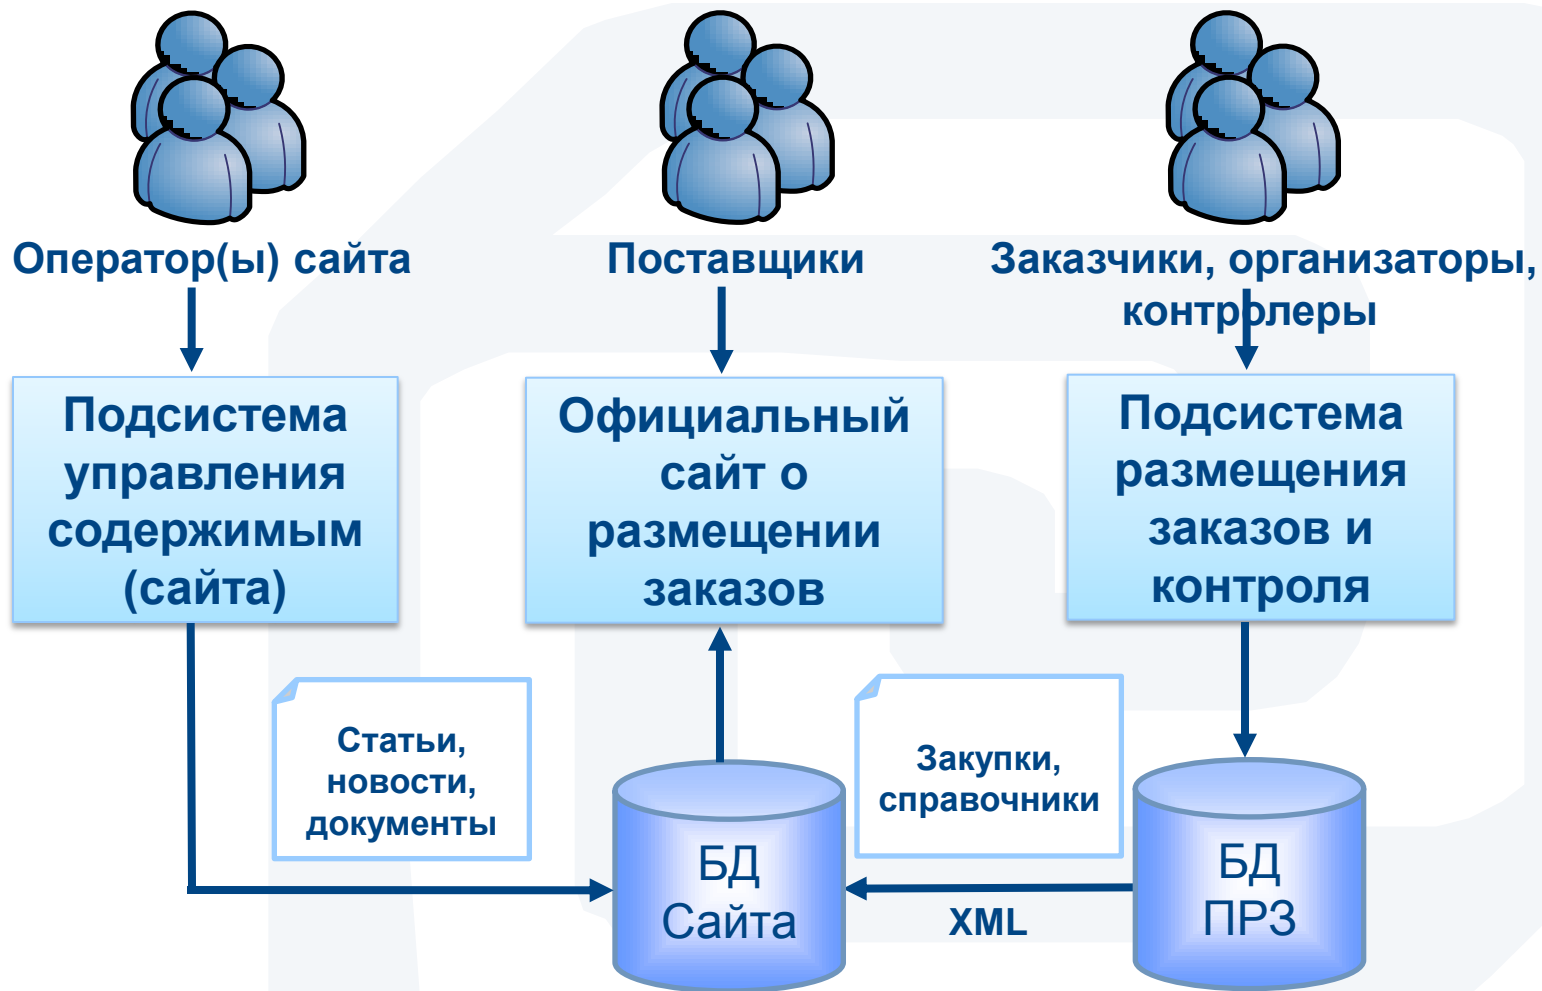 Оператор(ы) сайта
Поставщики
Заказчики, организаторы,
контролеры
Подсистема
управления
содержимым
(сайта)
Официальный
сайт о
размещении
заказов
Подсистема
размещения
заказов и
контроля
Статьи,
новости,
документы
Закупки,
справочники
БД
Сайта
XML
БД
ПРЗ